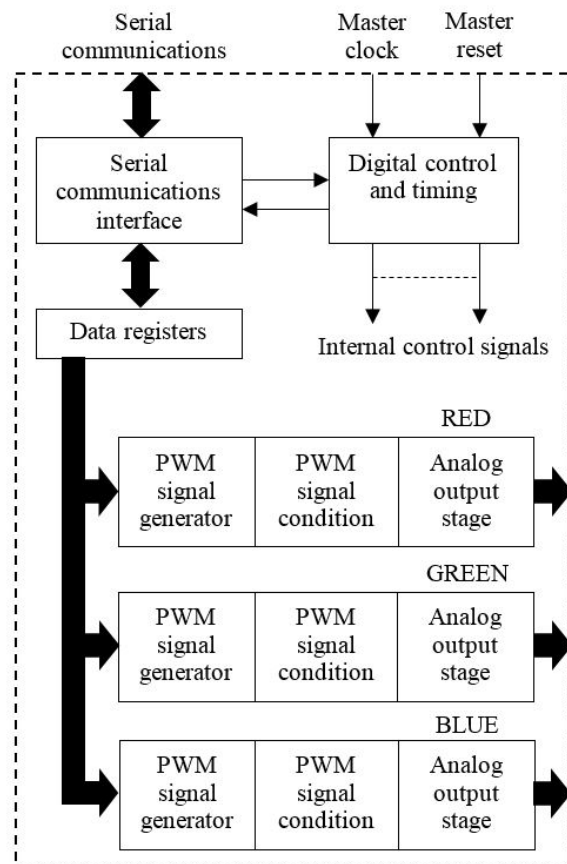 Serial
communications
Master
clock
Master
reset
Serial
communications
interface
Digital control
and timing
Data registers
Internal control signals
RED
PWM
signal
generator
PWM
signal
condition
Analog
output
stage
GREEN
PWM
signal
generator
PWM
signal
condition
Analog
output
stage
BLUE
PWM
signal
generator
PWM
signal
condition
Analog
output
stage